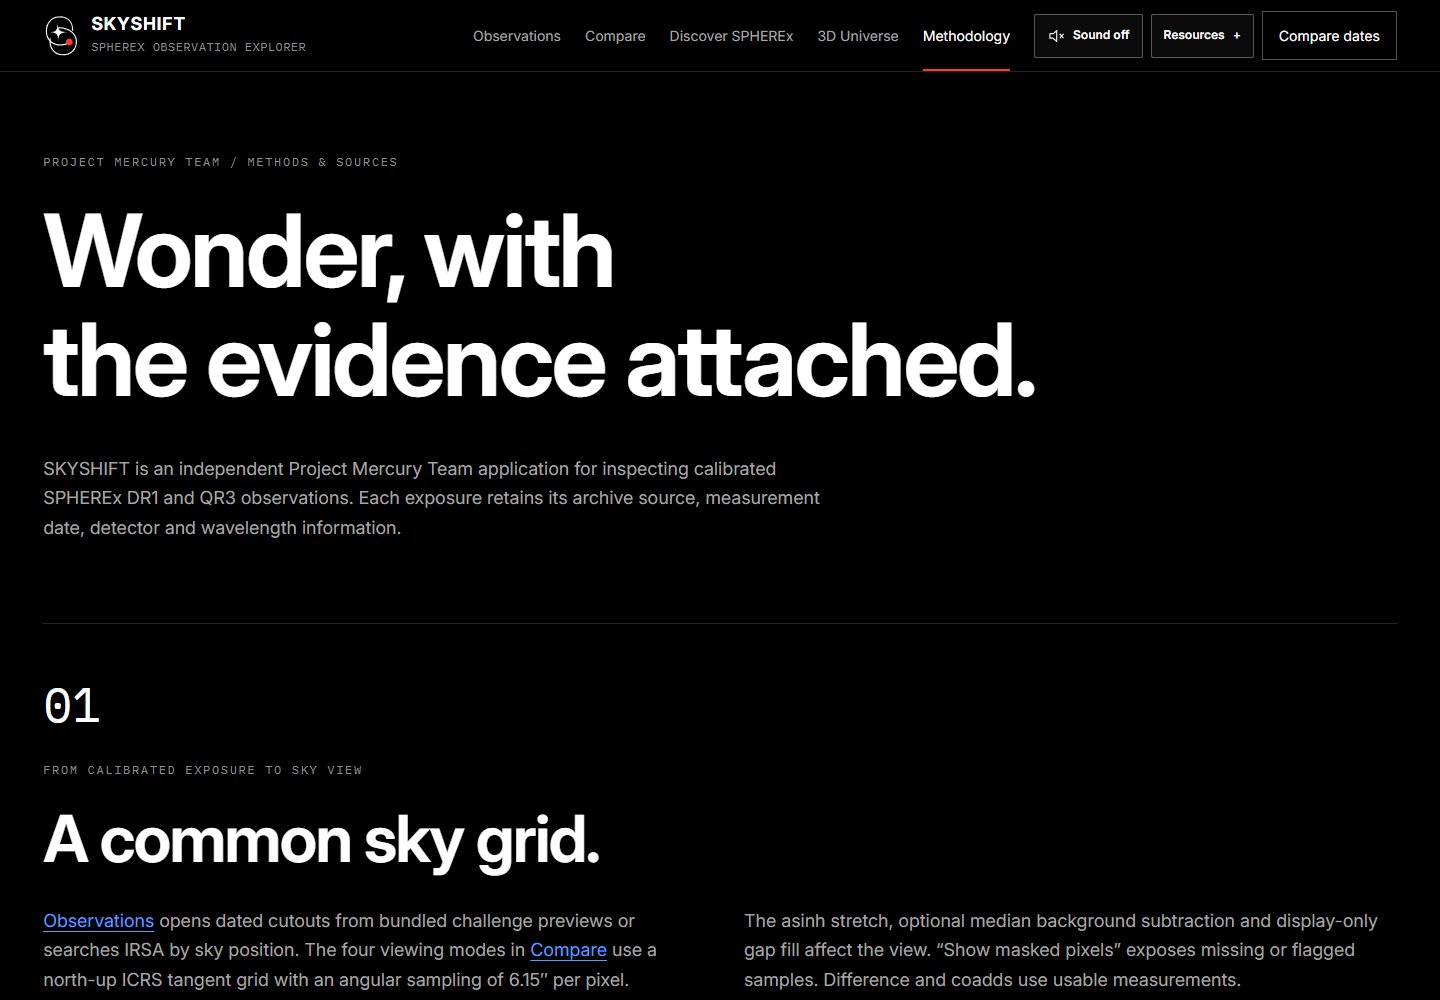 SKYSHIFT
SPHEREX OBSERVATION EXPLORER
Observations
Compare
Discover SPHEREx
3D Universe
Methodology
Sound off
Resources +
Compare dates
PROJECT MERCURY TEAM / METHODS & SOURCES
Wonder, with
the evidence attached.
SKYSHIFT is an independent Project Mercury Team application for inspecting calibrated
SPHEREx DR1 and QR3 observations. Each exposure retains its archive source, measurement
date, detector and wavelength information.
01
FROM CALIBRATED EXPOSURE TO SKY VIEW
A common sky grid.
Observations opens dated cutouts from bundled challenge previews or
searches IRSA by sky position. The four viewing modes in Compare use a
north-up ICRS tangent grid with an angular sampling of 6.15″ per pixel.
The asinh stretch, optional median background subtraction and display-only
gap fill affect the view. “Show masked pixels” exposes missing or flagged
samples. Difference and coadds use usable measurements.